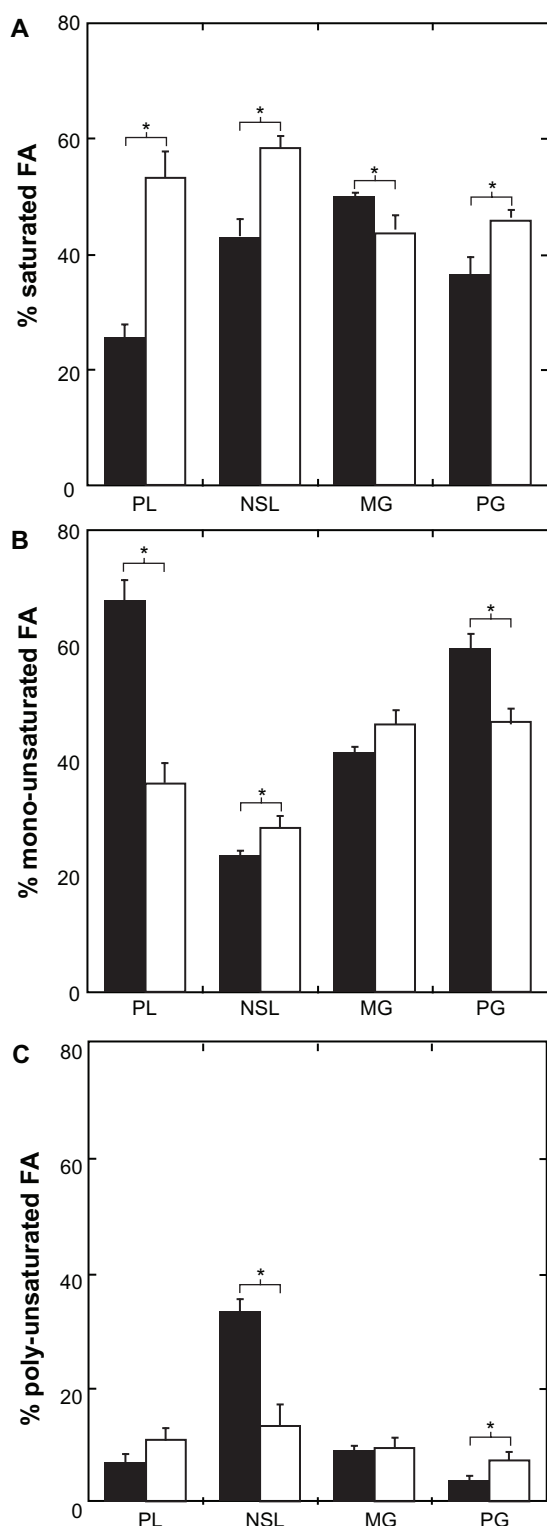 A
% saturated FA
80
60
40
20
0
*
*
*
*
PL NSL MG PG
B
% mono-unsaturated FA
80
60
40
20
0
*
*
*
PL NSL MG PG
C
% poly-unsaturated FA
80
60
40
20
0
*
*
PL NSL MG PG